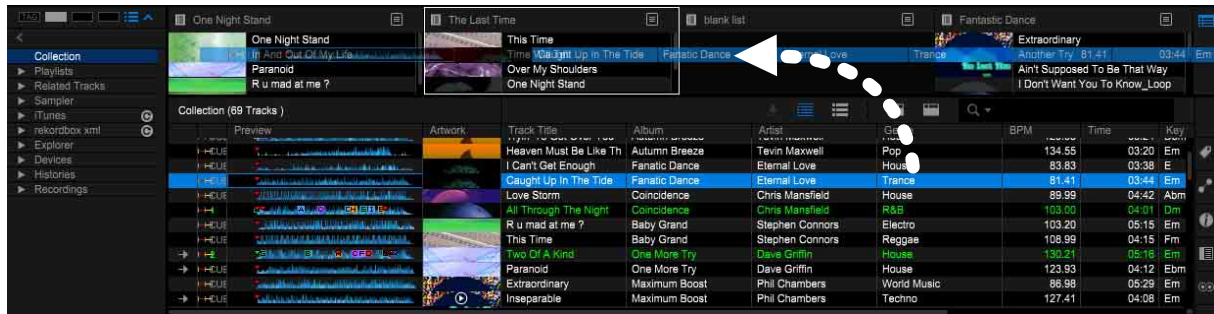 TAG
One Night Stand
The Last Time
blank list
Fantastic Dance
One Night Stand
In And Out Of My Life
Paranoid
R u mad at me ?
This Time
Caught Up In The Tide Fanatic Dance Eternal Love Trance 81.41 03:44 Em
Over My Shoulders
One Night Stand
Extraordinary
Another Try
Ain't Supposed To Be That Way
I Don't Want You To Know_Loop
Collection
Playlists
Related Tracks
Sampler
iTunes
rekordbox xml
Explorer
Devices
Histories
Recordings
Collection (69 Tracks )
Preview Artwork Track Title Album Artist Genre BPM Time Key
Heaven Must Be Like Th Autumn Breeze Tevin Maxwell Pop 134.55 03:20 Em
I Can't Get Enough Fanatic Dance Eternal Love House 83.83 03:38 E
Caught Up In The Tide Fanatic Dance Eternal Love Trance 81.41 03:44 Em
Love Storm Coincidence Chris Mansfield House 89.99 04:42 Abm
All Through The Night Coincidence Chris Mansfield R&B 103.00 04:01 Dm
R u mad at me ? Baby Grand Stephen Connors Electro 103.20 05:15 Em
This Time Baby Grand Stephen Connors Reggae 108.99 04:15 Fm
Two Of A Kind One More Try Dave Griffin House 130.21 05:16 Em
Paranoid One More Try Dave Griffin House 123.93 04:12 Ebm
Extraordinary Maximum Boost Phil Chambers World Music 86.98 05:29 Em
Inseparable Maximum Boost Phil Chambers Techno 127.41 04:08 Em